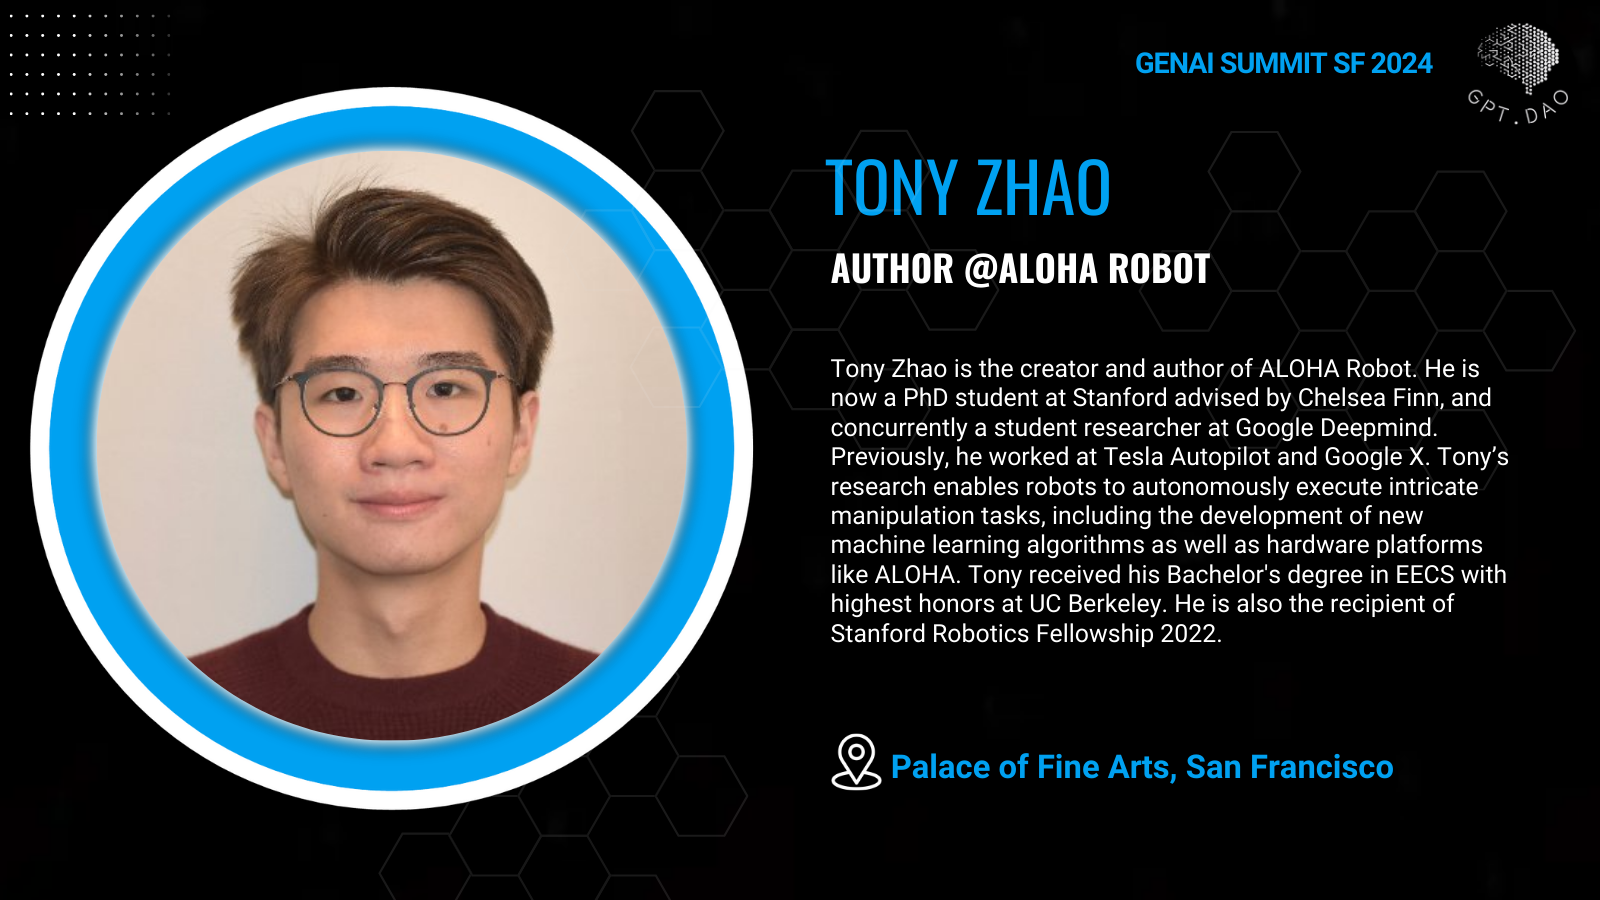 GENAI SUMMIT SF 2024
GPT.DAO
TONY ZHAO
AUTHOR @ALOHA ROBOT
Tony Zhao is the creator and author of ALOHA Robot. He is
now a PhD student at Stanford advised by Chelsea Finn, and
concurrently a student researcher at Google Deepmind.
Previously, he worked at Tesla Autopilot and Google X. Tony’s
research enables robots to autonomously execute intricate
manipulation tasks, including the development of new
machine learning algorithms as well as hardware platforms
like ALOHA. Tony received his Bachelor's degree in EECS with
highest honors at UC Berkeley. He is also the recipient of
Stanford Robotics Fellowship 2022.
Palace of Fine Arts, San Francisco